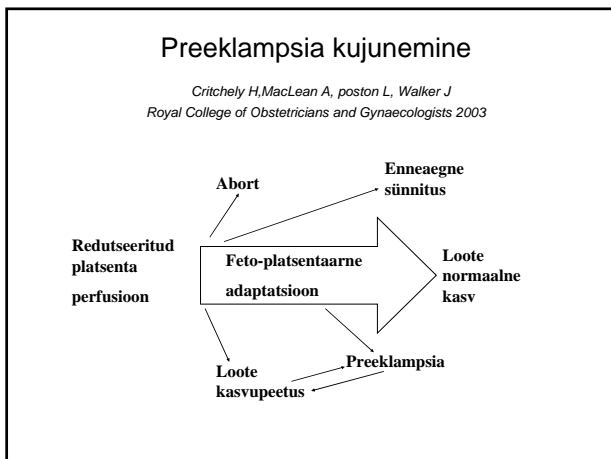 Preeklampsia kujunemine
Critchely H,MacLean A, poston L, Walker J
Royal College of Obstetricians and Gynaecologists 2003
Abort
Enneaegne
sünnitus
Redutseeritud
platsenta
perfusioon
Feto-platsentaarne
adaptatsioon
Loote
normaalne
kasv
Loote
kasvupeetus
Preeklampsia